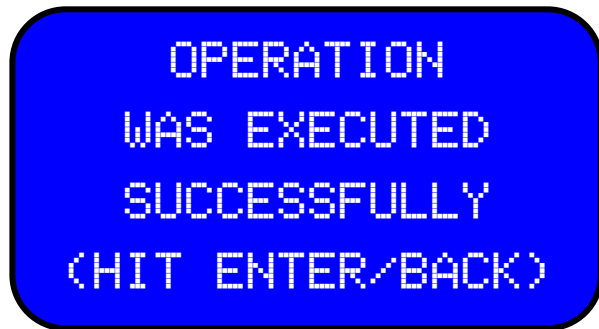 OPERATION
WAS EXECUTED
SUCCESSFULLY
(HIT ENTER/BACK)